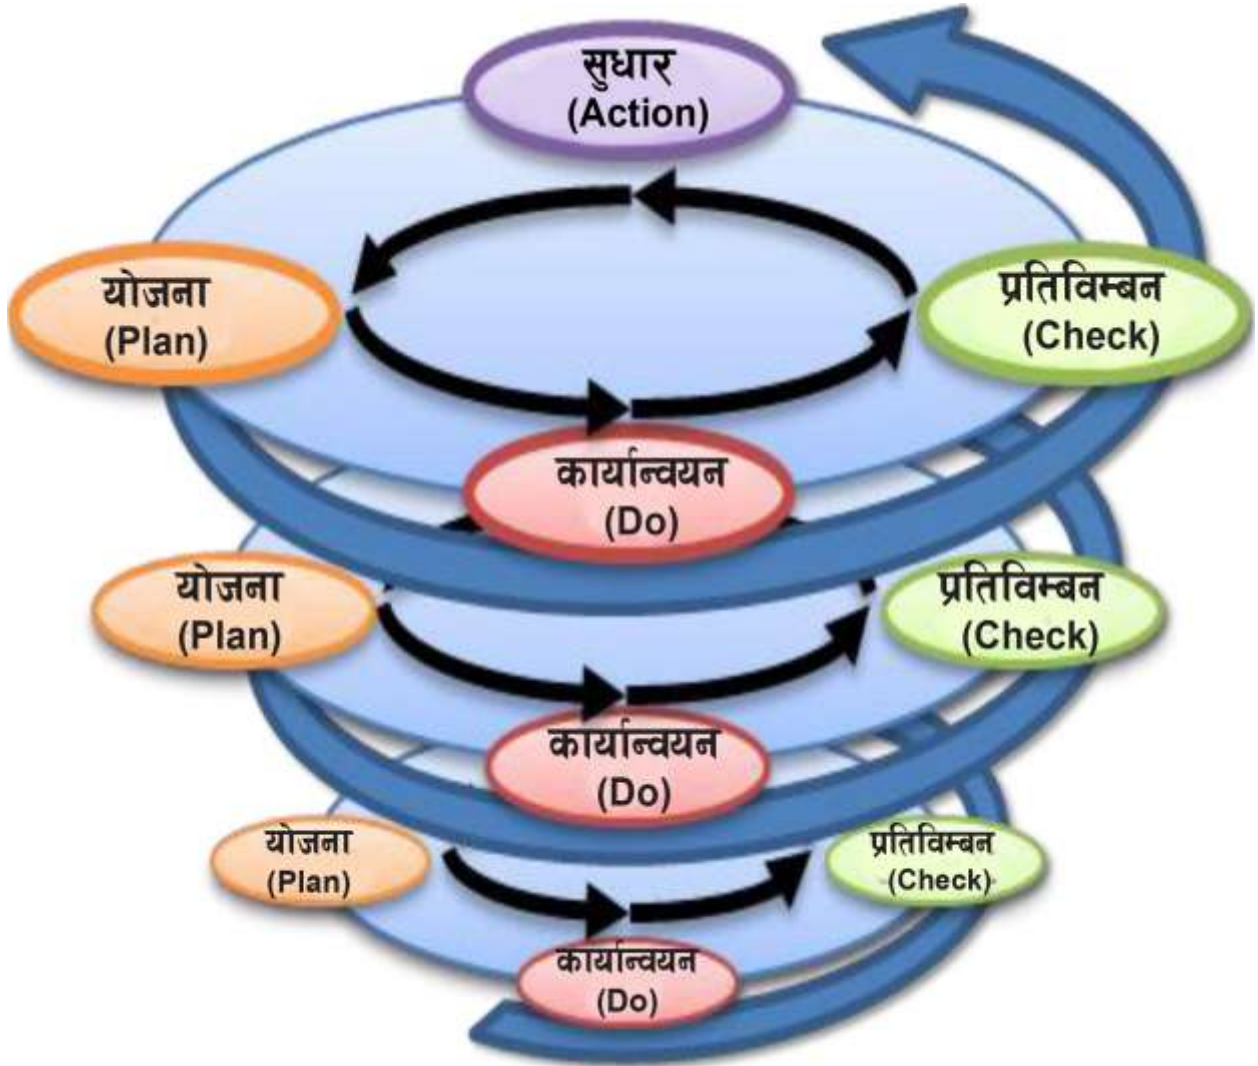 सुधार
(Action)
योजना
(Plan)
प्रतिविम्बन
(Check)
कार्यान्वयन
(Do)
योजना
(Plan)
प्रतिविम्बन
(Check)
कार्यान्वयन
(Do)
योजना
(Plan)
प्रतिविम्बन
(Check)
कार्यान्वयन
(Do)